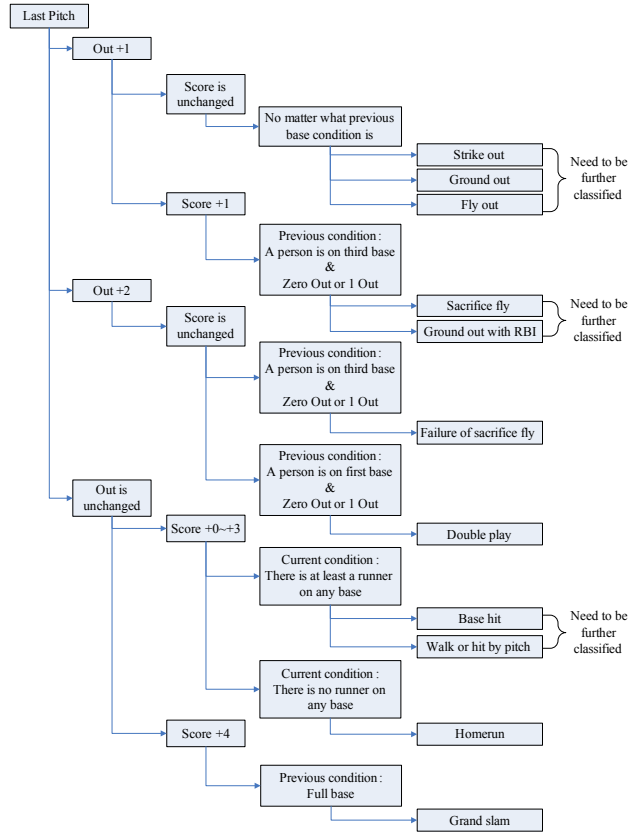 Last Pitch
Out +1
Score is
unchanged
No matter what previous
base condition is
Strike out
Ground out
Fly out
Need to be
further
classified
Score +1
Previous condition :
A person is on third base
&
Zero Out or 1 Out
Sacrifice fly
Ground out with RBI
Need to be
further
classified
Out +2
Score is
unchanged
Previous condition :
A person is on third base
&
Zero Out or 1 Out
Failure of sacrifice fly
Previous condition :
A person is on first base
&
Zero Out or 1 Out
Double play
Out is
unchanged
Score +0~+3
Current condition :
There is at least a runner
on any base
Base hit
Walk or hit by pitch
Need to be
further
classified
Current condition :
There is no runner on
any base
Homerun
Score +4
Previous condition :
Full base
Grand slam